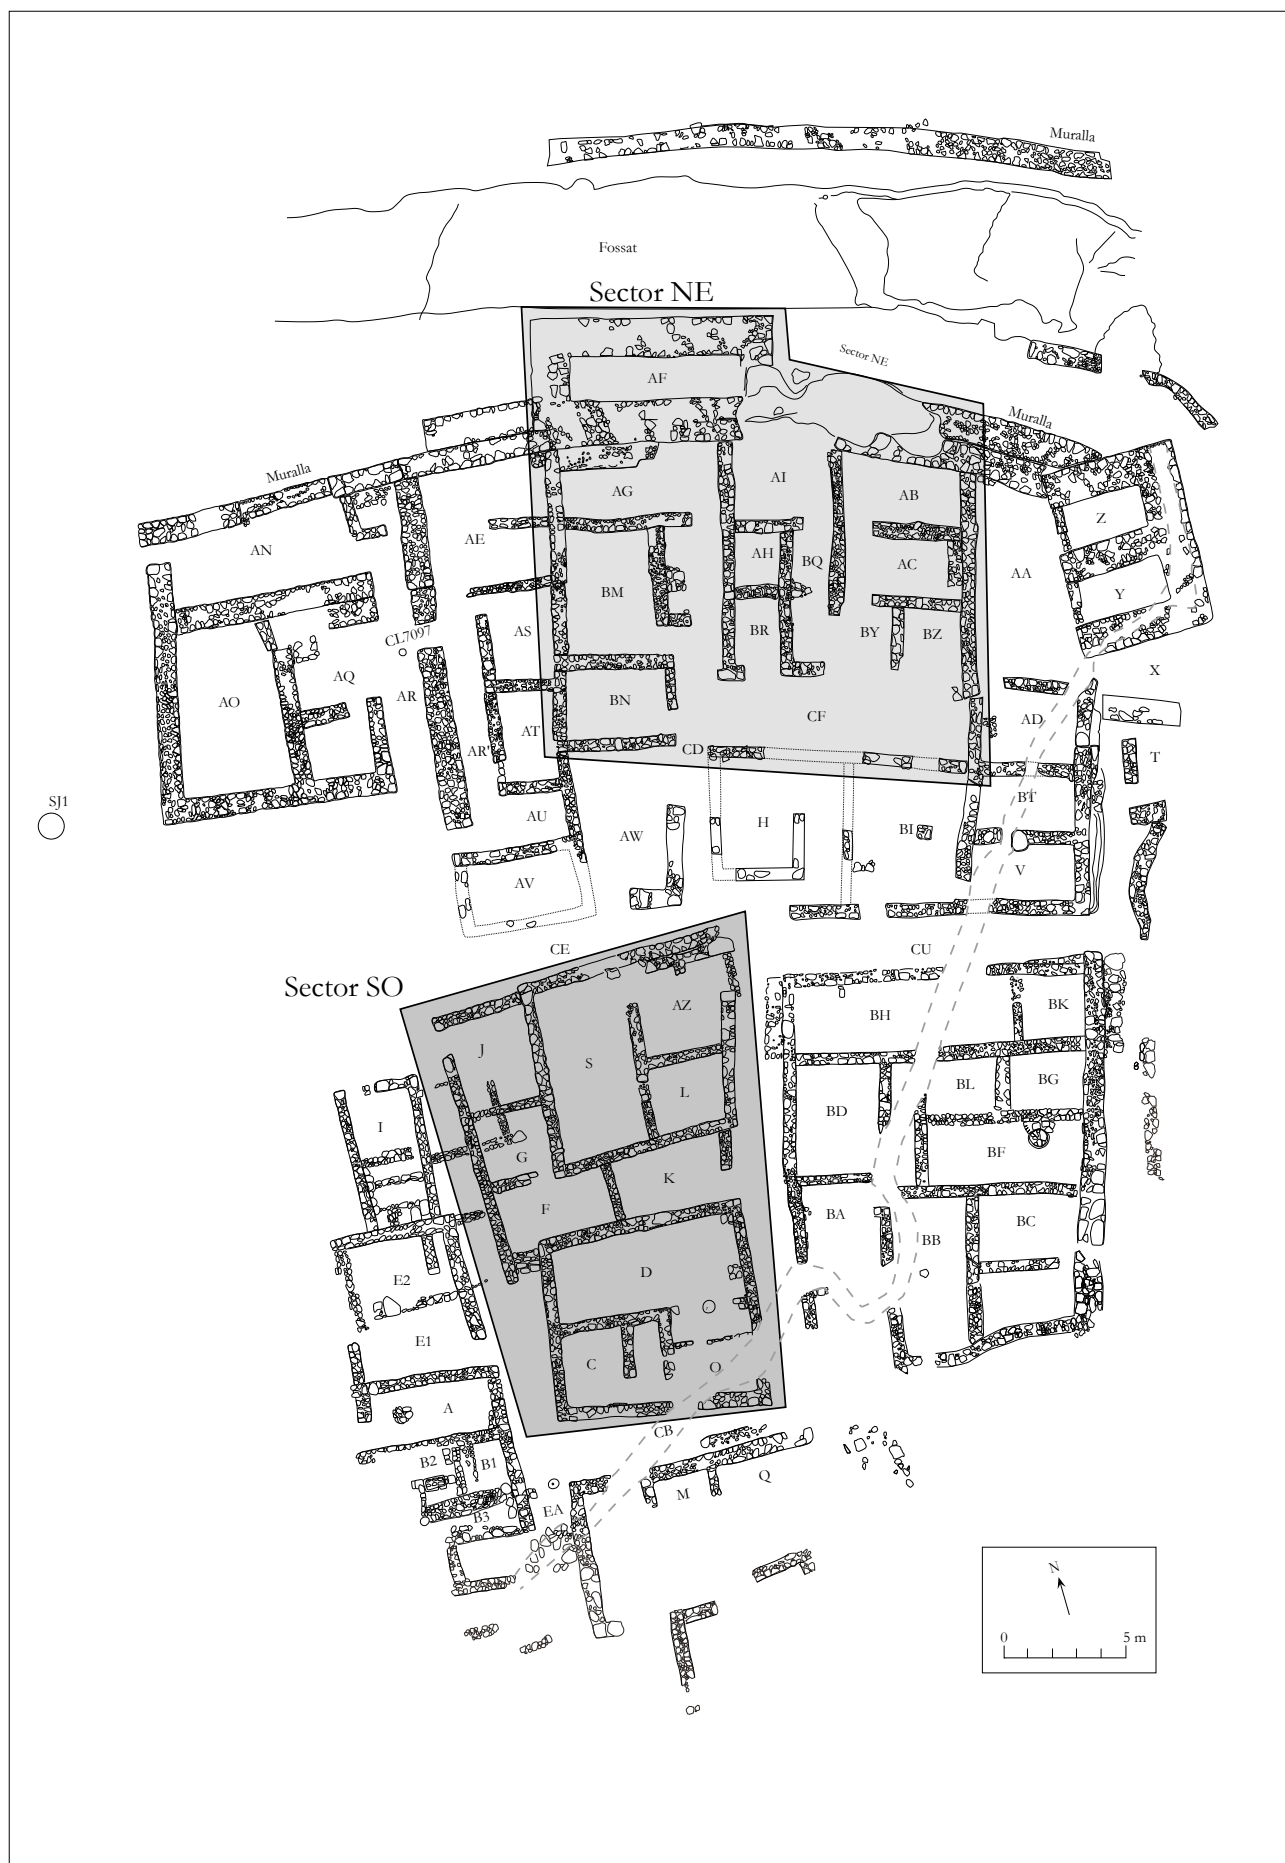 Muralla
Fossat
Sector NE
Sector NE
AF
Muralla
Muralla
AG
AI
AB
Z
AN
AE
AH
BQ
AC
AA
BM
Y
AS
BR
BY
BZ
CL7097
AQ
X
AO
AR
BN
CF
AD
AT
AR'
CD
T
BT
SJ1
AU
AW
H
BI
AV
V
CE
CU
Sector SO
AZ
BH
BK
J
S
L
BL
BG
BD
I
G
BF
K
F
BA
BC
BB
E2
D
E1
C
O
A
CB
B2
B1
Q
M
EA
B3
N
0
5 m